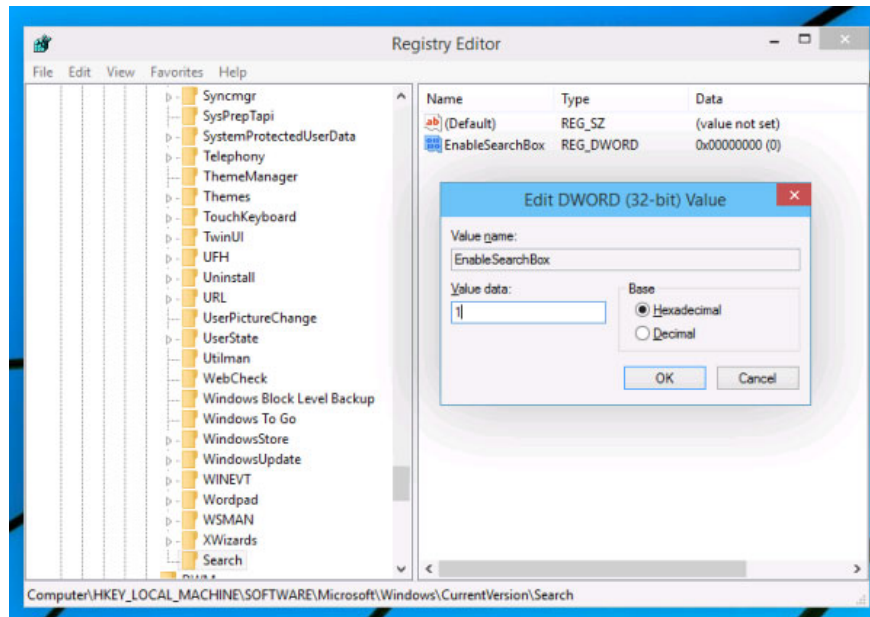 Registry Editor
File Edit View Favorites Help
Syncmgr
SysPrepTapi
SystemProtectedUserData
Telephony
ThemeManager
Themes
TouchKeyboard
TwinUI
UFH
Uninstall
URL
UserPictureChange
UserState
Utilman
WebCheck
Windows Block Level Backup
Windows To Go
WindowsStore
WindowsUpdate
WINEVT
Wordpad
WSMAN
XWizards
Search
Name Type Data
ab (Default) REG_SZ (value not set)
EnableSearchBox REG_DWORD 0x00000000 (0)
Edit DWORD (32-bit) Value
Value name:
EnableSearchBox
Value data: Base
1 Hexadecimal
Decimal
OK Cancel
Computer\HKEY_LOCAL_MACHINE\SOFTWARE\Microsoft\Windows\CurrentVersion\Search